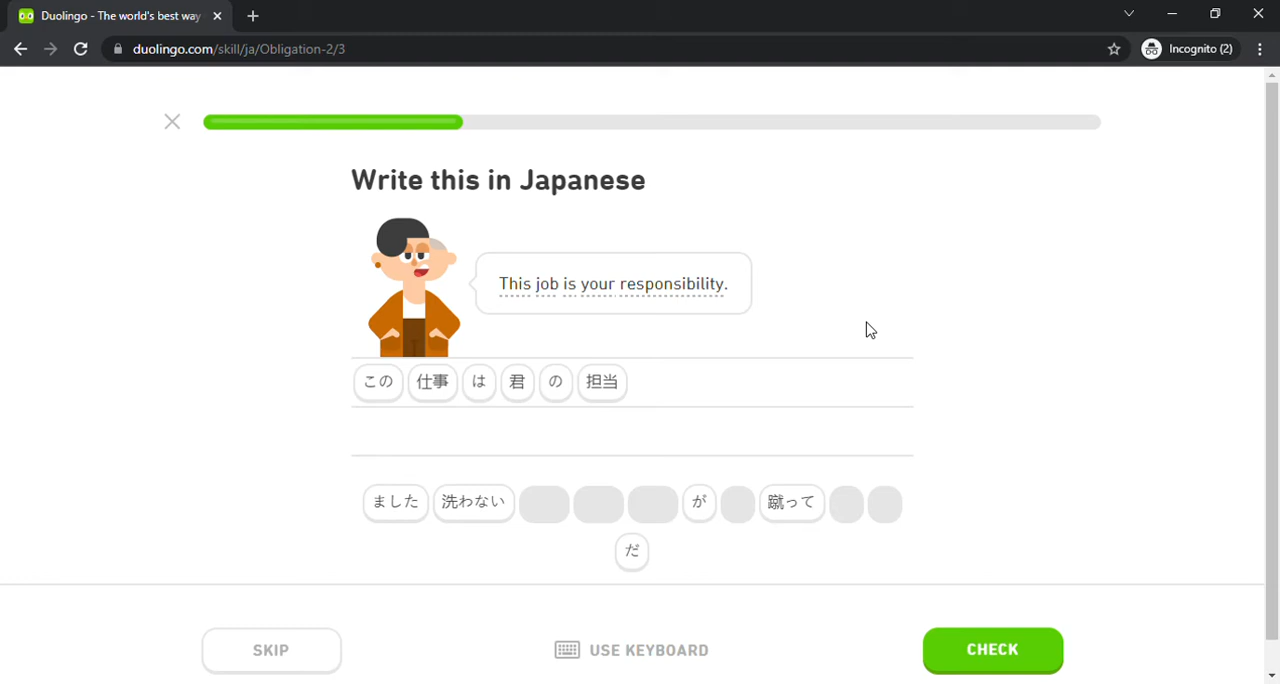 Duolingo - The world's best way
duolingo.com/skill/ja/Obligation-2/3
Incognito (2)
Write this in Japanese
This job is your responsibility.
この 仕事 は 君 の 担当
ました 洗わない が 蹴って
だ
SKIP
USE KEYBOARD
CHECK